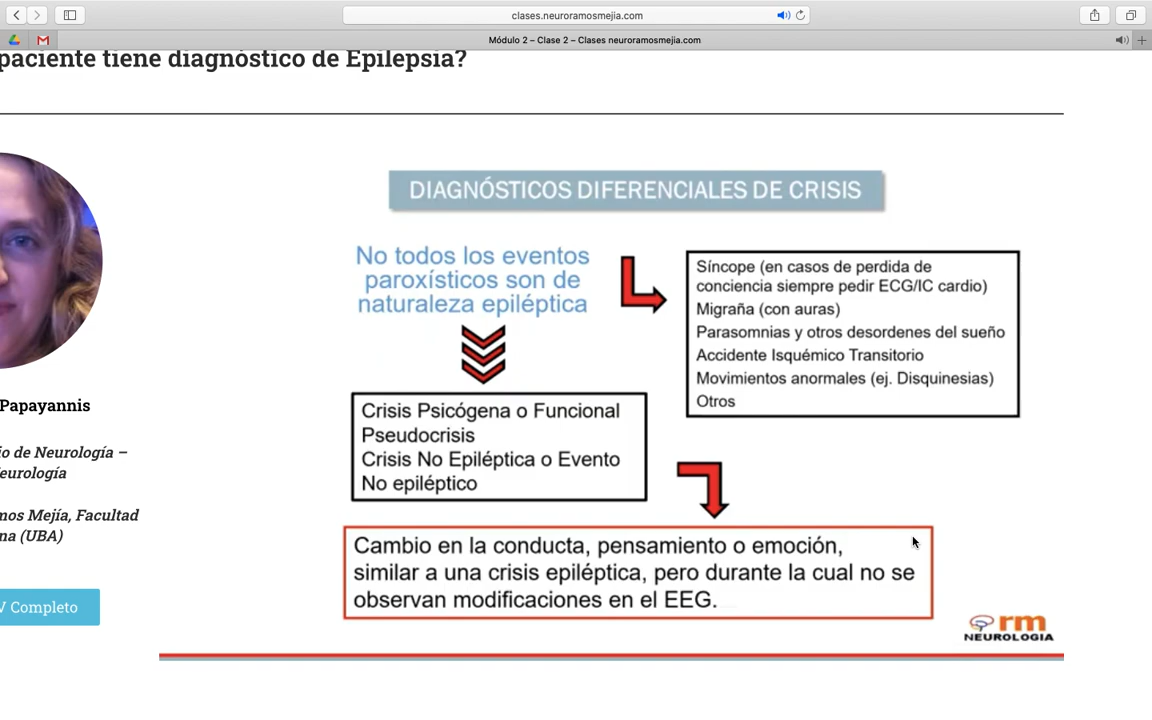 clases.neuroramosmejia.com
Módulo 2 – Clase 2 – Clases neuroramosmejia.com
paciente tiene diagnóstico de Epilepsia?
DIAGNÓSTICOS DIFERENCIALES DE CRISIS
No todos los eventos
paroxísticos son de
naturaleza epiléptica
Síncope (en casos de perdida de
conciencia siempre pedir ECG/IC cardio)
Migraña (con auras)
Parasomnias y otros desordenes del sueño
Accidente Isquémico Transitorio
Movimientos anormales (ej. Disquinesias)
Otros
Crisis Psicógena o Funcional
Pseudocrisis
Crisis No Epiléptica o Evento
No epiléptico
Cambio en la conducta, pensamiento o emoción,
similar a una crisis epiléptica, pero durante la cual no se
observan modificaciones en el EEG.
rm
NEUROLOGIA
Papayannis
io de Neurología –
eurología
mos Mejía, Facultad
na (UBA)
V Completo